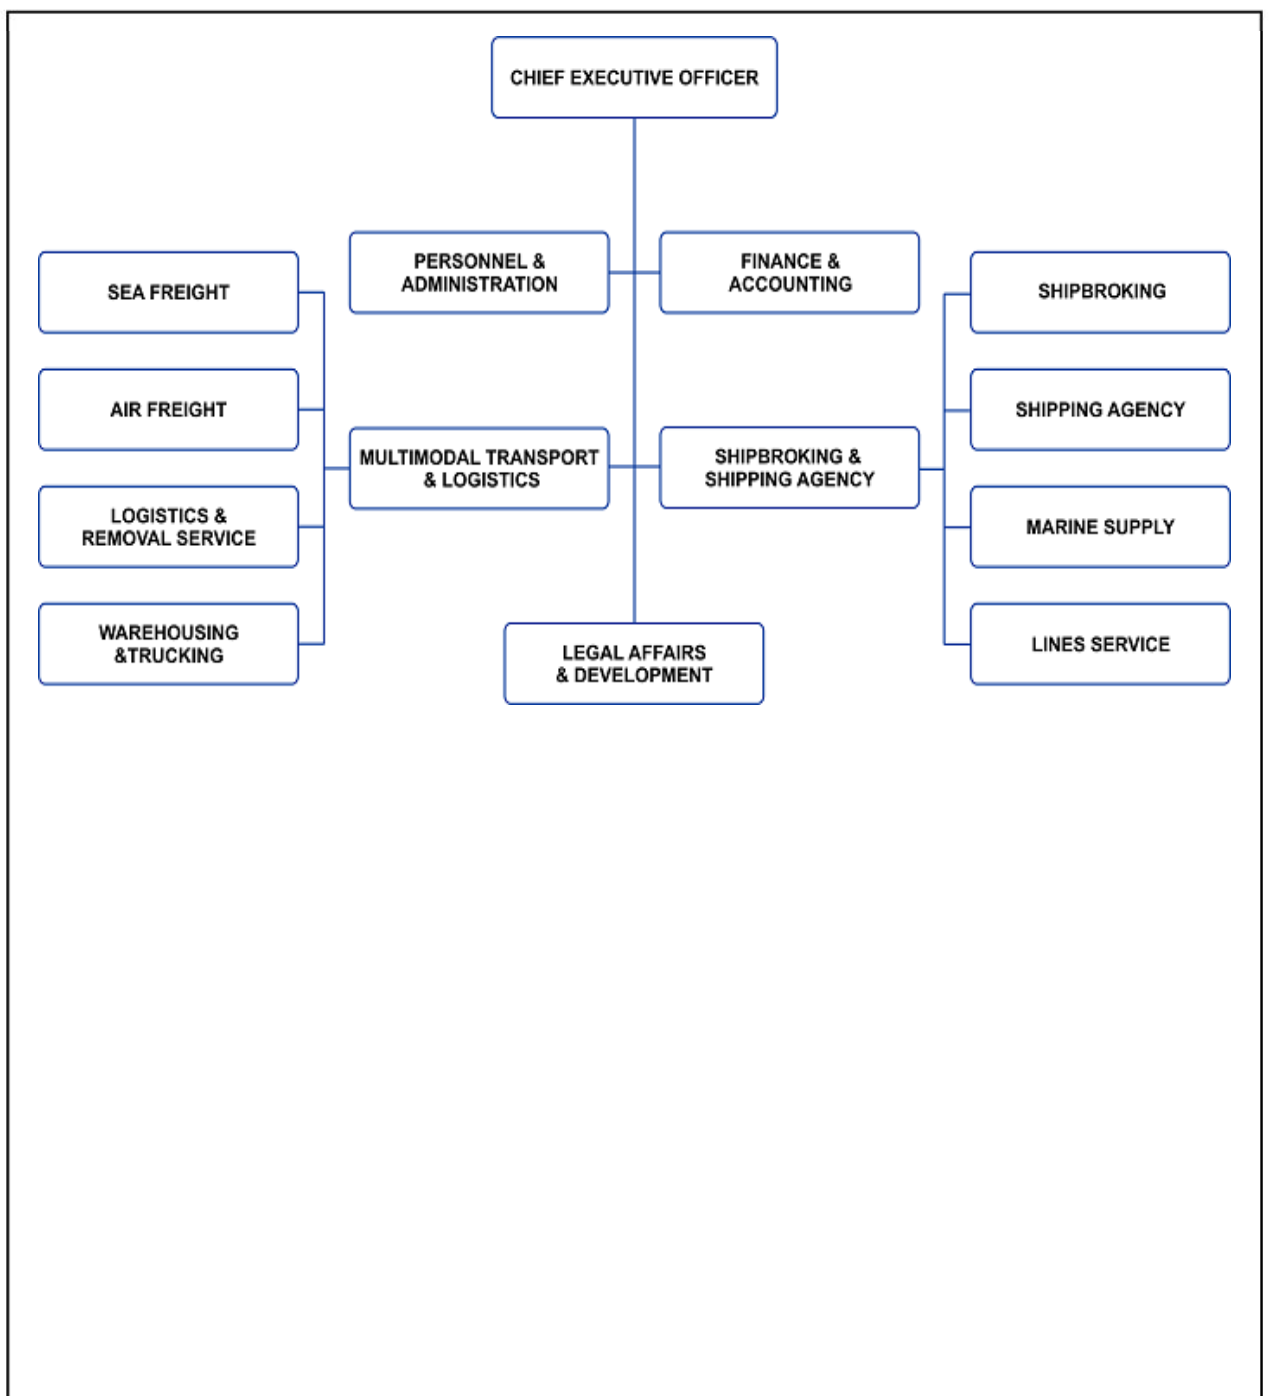 CHIEF EXECUTIVE OFFICER
PERSONNEL &
ADMINISTRATION
FINANCE &
ACCOUNTING
SEA FREIGHT
SHIPBROKING
AIR FREIGHT
SHIPPING AGENCY
MULTIMODAL TRANSPORT
& LOGISTICS
SHIPBROKING &
SHIPPING AGENCY
LOGISTICS &
REMOVAL SERVICE
MARINE SUPPLY
WAREHOUSING
&TRUCKING
LINES SERVICE
LEGAL AFFAIRS
& DEVELOPMENT